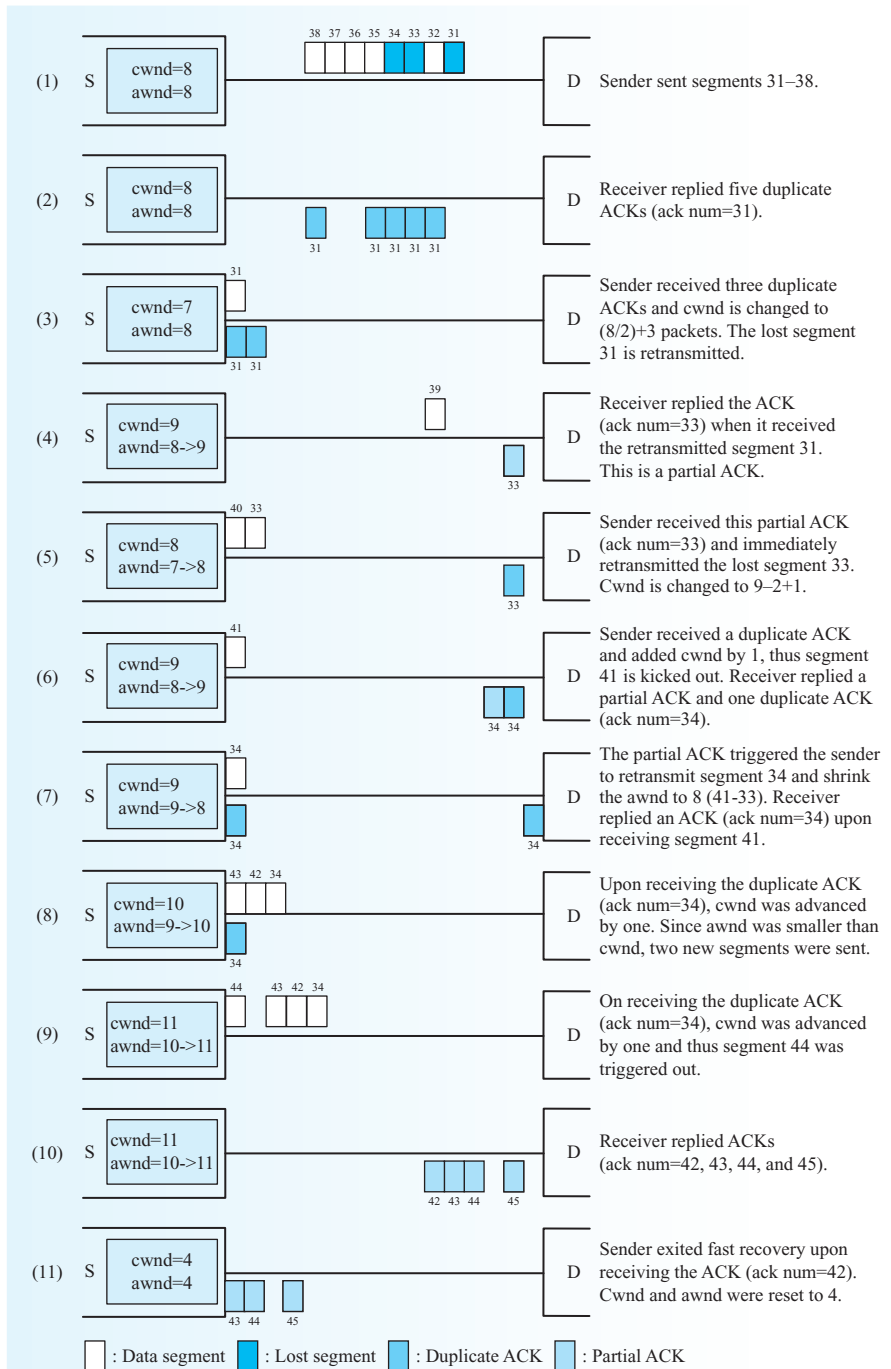 38 37 36 35 34 33 32 31
(1) S cwnd=8
awnd=8
D Sender sent segments 31–38.
(2) S cwnd=8
awnd=8
31 31 31 31 31
D Receiver replied five duplicate
ACKs (ack num=31).
31
(3) S cwnd=7
awnd=8
31 31
D Sender received three duplicate
ACKs and cwnd is changed to
(8/2)+3 packets. The lost segment
31 is retransmitted.
39
(4) S cwnd=9
awnd=8->9
33
D Receiver replied the ACK
(ack num=33) when it received
the retransmitted segment 31.
This is a partial ACK.
40 33
(5) S cwnd=8
awnd=7->8
33
D Sender received this partial ACK
(ack num=33) and immediately
retransmitted the lost segment 33.
Cwnd is changed to 9–2+1.
41
(6) S cwnd=9
awnd=8->9
34 34
D Sender received a duplicate ACK
and added cwnd by 1, thus segment
41 is kicked out. Receiver replied a
partial ACK and one duplicate ACK
(ack num=34).
34
(7) S cwnd=9
awnd=9->8
34 34
D The partial ACK triggered the sender
to retransmit segment 34 and shrink
the awnd to 8 (41-33). Receiver
replied an ACK (ack num=34) upon
receiving segment 41.
43 42 34
(8) S cwnd=10
awnd=9->10
34
D Upon receiving the duplicate ACK
(ack num=34), cwnd was advanced
by one. Since awnd was smaller than
cwnd, two new segments were sent.
44 43 42 34
(9) S cwnd=11
awnd=10->11
D On receiving the duplicate ACK
(ack num=34), cwnd was advanced
by one and thus segment 44 was
triggered out.
(10) S cwnd=11
awnd=10->11
42 43 44 45
D Receiver replied ACKs
(ack num=42, 43, 44, and 45).
(11) S cwnd=4
awnd=4
43 44 45
D Sender exited fast recovery upon
receiving the ACK (ack num=42).
Cwnd and awnd were reset to 4.
: Data segment : Lost segment : Duplicate ACK : Partial ACK